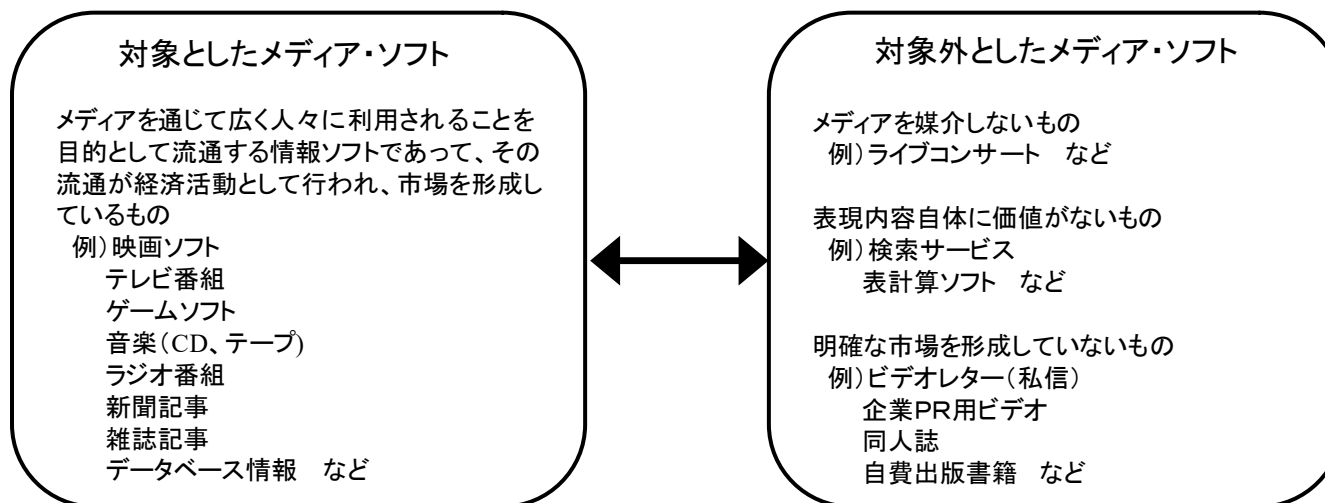 対象としたメディア・ソフト
メディアを通じて広く人々に利用されることを
目的として流通する情報ソフトであって、その
流通が経済活動として行われ、市場を形成し
ているもの
例）映画ソフト
テレビ番組
ゲームソフト
音楽（CD、テープ)
ラジオ番組
新聞記事
雑誌記事
データベース情報　など
対象外としたメディア・ソフト
メディアを媒介しないもの
例）ライブコンサート　など
表現内容自体に価値がないもの
例）検索サービス
表計算ソフト　など
明確な市場を形成していないもの
例）ビデオレター（私信）
企業ＰＲ用ビデオ
同人誌
自費出版書籍　など